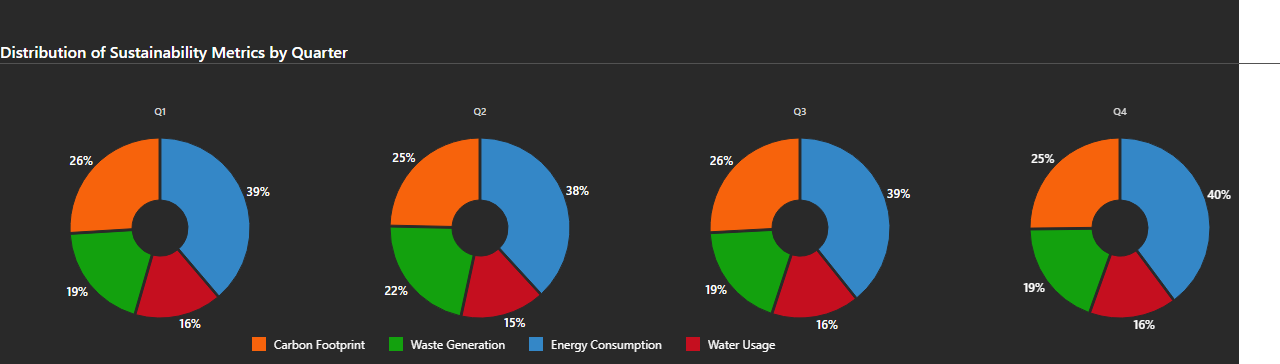 Distribution of Sustainability Metrics by Quarter
Q1 Q2 Q3 Q4
26% 39% 19% 16%
25% 38% 22% 15%
26% 39% 19% 16%
25% 40% 19% 16%
Carbon Footprint Waste Generation Energy Consumption Water Usage